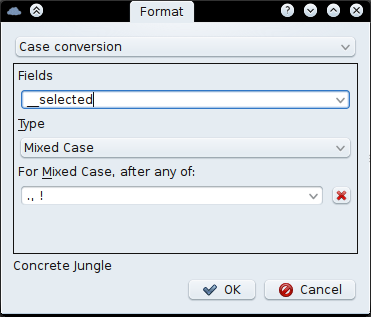 Format
Case conversion
Fields
__selected
Type
Mixed Case
For Mixed Case, after any of:
., !
Concrete Jungle
OK
Cancel